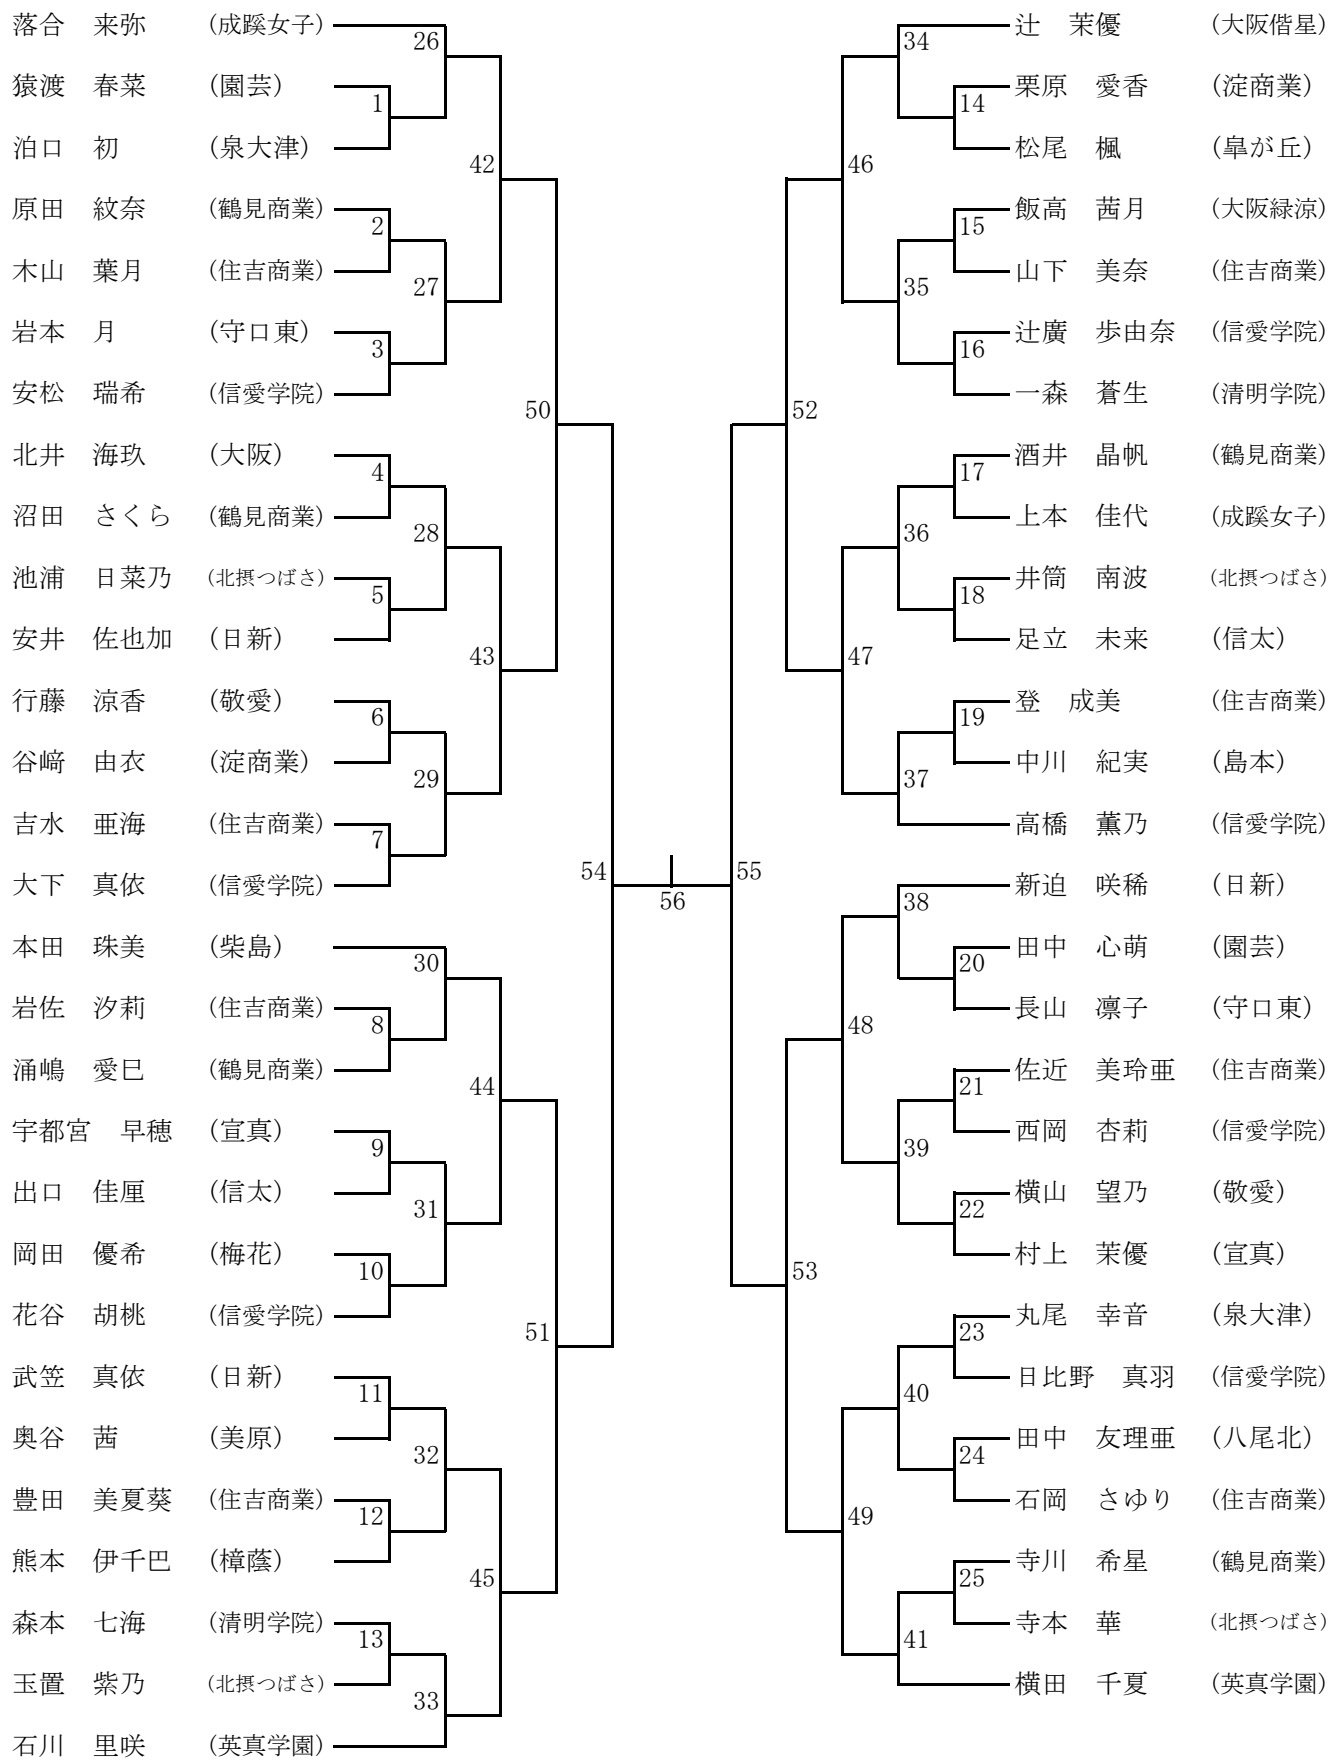 落合　来弥　(成蹊女子)
猿渡　春菜　(園芸)
泊口　初　(泉大津)
原田　紋奈　(鶴見商業)
木山　葉月　(住吉商業)
岩本　月　(守口東)
安松　瑞希　(信愛学院)
北井　海玖　(大阪)
沼田　さくら　(鶴見商業)
池浦　日菜乃　(北摂つばさ)
安井　佐也加　(日新)
行藤　涼香　(敬愛)
谷﨑　由衣　(淀商業)
吉水　亜海　(住吉商業)
大下　真依　(信愛学院)
本田　珠美　(柴島)
岩佐　汐莉　(住吉商業)
涌嶋　愛巳　(鶴見商業)
宇都宮　早穂　(宣真)
出口　佳厘　(信太)
岡田　優希　(梅花)
花谷　胡桃　(信愛学院)
武笠　真依　(日新)
奥谷　茜　(美原)
豊田　美夏葵　(住吉商業)
熊本　伊千巴　(樟蔭)
森本　七海　(清明学院)
玉置　紫乃　(北摂つばさ)
石川　里咲　(英真学園)
1
2
3
4
5
6
7
8
9
10
11
12
13
26
27
28
29
30
31
32
33
42
43
44
45
50
51
54
56
55
52
53
46
47
48
49
34
35
36
37
38
39
40
41
14
15
16
17
18
19
20
21
22
23
24
25
辻　茉優　(大阪偕星)
栗原　愛香　(淀商業)
松尾　楓　(皐が丘)
飯高　茜月　(大阪緑涼)
山下　美奈　(住吉商業)
辻廣　歩由奈　(信愛学院)
一森　蒼生　(清明学院)
酒井　晶帆　(鶴見商業)
上本　佳代　(成蹊女子)
井筒　南波　(北摂つばさ)
足立　未来　(信太)
登　成美　(住吉商業)
中川　紀実　(島本)
高橋　薫乃　(信愛学院)
新迫　咲稀　(日新)
田中　心萌　(園芸)
長山　凛子　(守口東)
佐近　美玲亜　(住吉商業)
西岡　杏莉　(信愛学院)
横山　望乃　(敬愛)
村上　茉優　(宣真)
丸尾　幸音　(泉大津)
日比野　真羽　(信愛学院)
田中　友理亜　(八尾北)
石岡　さゆり　(住吉商業)
寺川　希星　(鶴見商業)
寺本　華　(北摂つばさ)
横田　千夏　(英真学園)